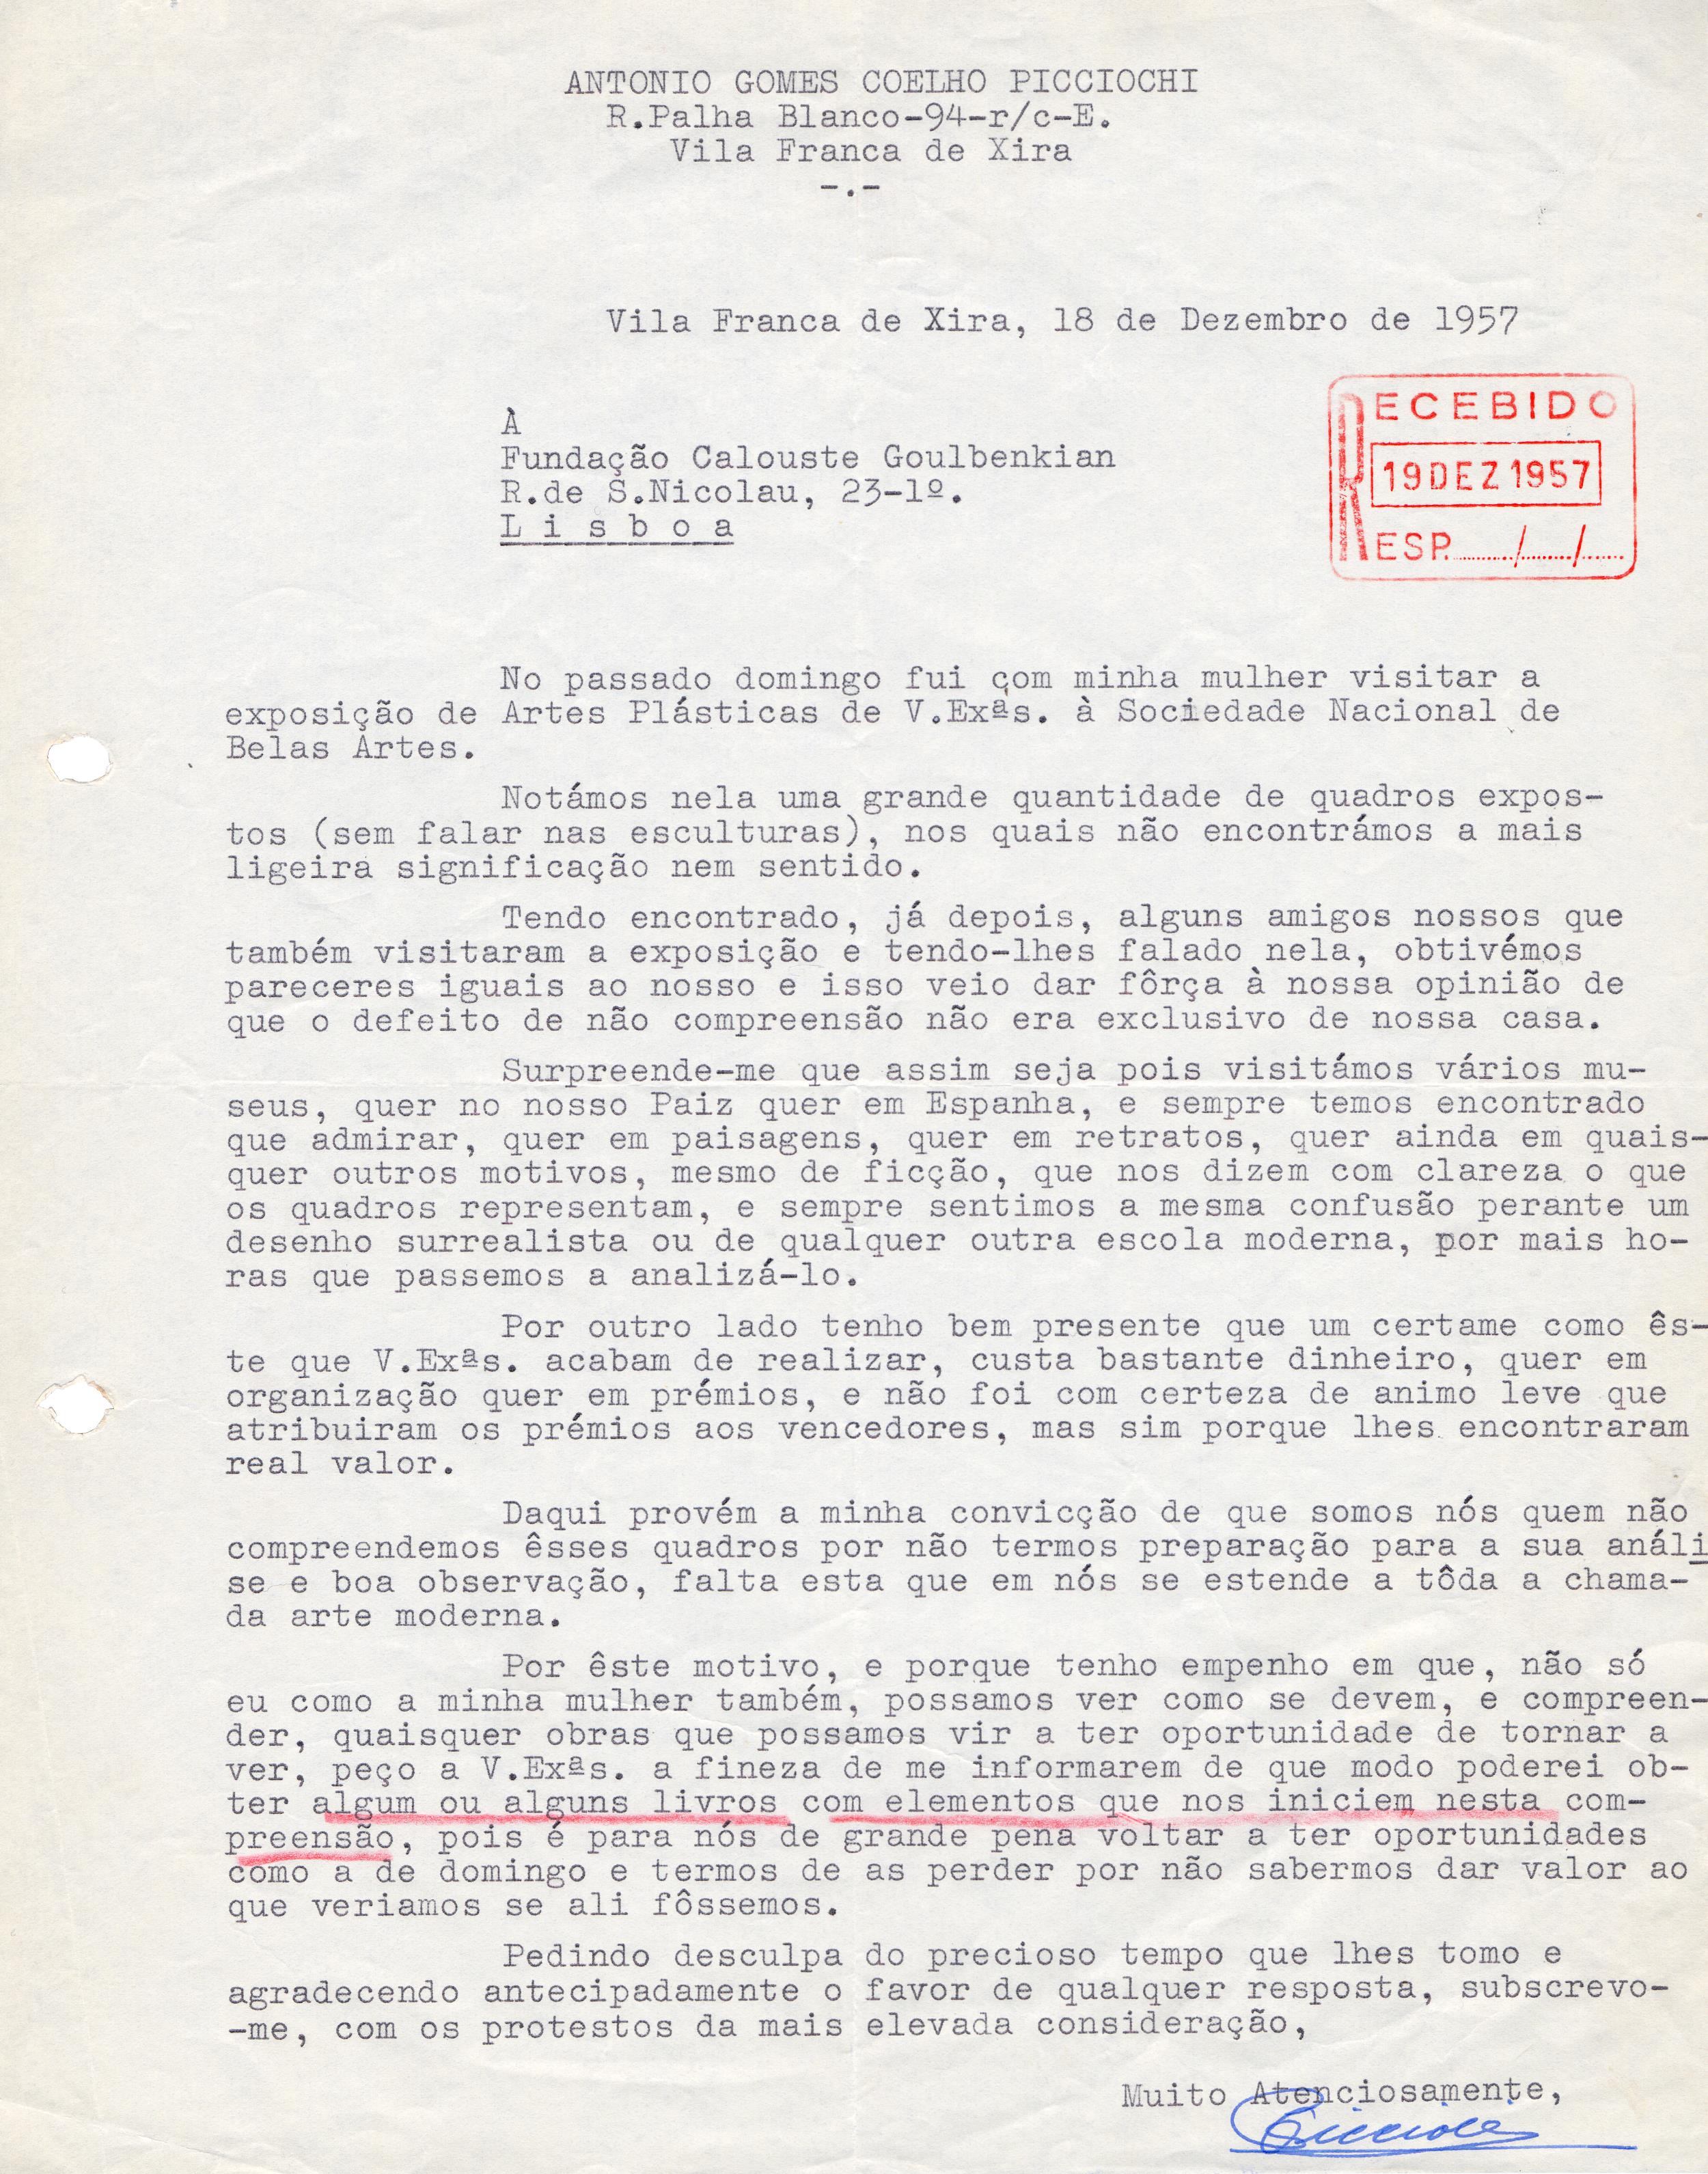 ANTONIO GOMES COELHO PICCIOCHI
R.Palha Blanco-94-r/c-E.
Vila Franca de Xira
-.-
Vila Franca de Xira, 18 de Dezembro de 1957
À
Fundação Calouste Goulbenkian
R.de S.Nicolau, 23-1º.
L i s b o a
RECEBIDO
19 DEZ 1957
RESP. ....../....../......
No passado domingo fui com minha mulher visitar a
exposição de Artes Plásticas de V.Exªs. à Sociedade Nacional de
Belas Artes.
Notámos nela uma grande quantidade de quadros expos-
tos (sem falar nas esculturas), nos quais não encontrámos a mais
ligeira significação nem sentido.
Tendo encontrado, já depois, alguns amigos nossos que
também visitaram a exposição e tendo-lhes falado nela, obtivémos
pareceres iguais ao nosso e isso veio dar fôrça à nossa opinião de
que o defeito de não compreensão não era exclusivo de nossa casa.
Surpreende-me que assim seja pois visitámos vários mu-
seus, quer no nosso Paiz quer em Espanha, e sempre temos encontrado
que admirar, quer em paisagens, quer em retratos, quer ainda em quais-
quer outros motivos, mesmo de ficção, que nos dizem com clareza o que
os quadros representam, e sempre sentimos a mesma confusão perante um
desenho surrealista ou de qualquer outra escola moderna, por mais ho-
ras que passemos a analizá-lo.
Por outro lado tenho bem presente que um certame como ês-
te que V.Exªs. acabam de realizar, custa bastante dinheiro, quer em
organização quer em prémios, e não foi com certeza de animo leve que
atribuiram os prémios aos vencedores, mas sim porque lhes encontraram
real valor.
Daqui provém a minha convicção de que somos nós quem não
compreendemos êsses quadros por não termos preparação para a sua análi
se e boa observação, falta esta que em nós se estende a tôda a chama-
da arte moderna.
Por êste motivo, e porque tenho empenho em que, não só
eu como a minha mulher também, possamos ver como se devem, e compreen-
der, quaisquer obras que possamos vir a ter oportunidade de tornar a
ver, peço a V.Exªs. a fineza de me informarem de que modo poderei ob-
ter algum ou alguns livros com elementos que nos iniciem nesta com-
preensão, pois é para nós de grande pena voltar a ter oportunidades
como a de domingo e termos de as perder por não sabermos dar valor ao
que veriamos se ali fôssemos.
Pedindo desculpa do precioso tempo que lhes tomo e
agradecendo antecipadamente o favor de qualquer resposta, subscrevo-
-me, com os protestos da mais elevada consideração,
Muito Atenciosamente,
Picciochi